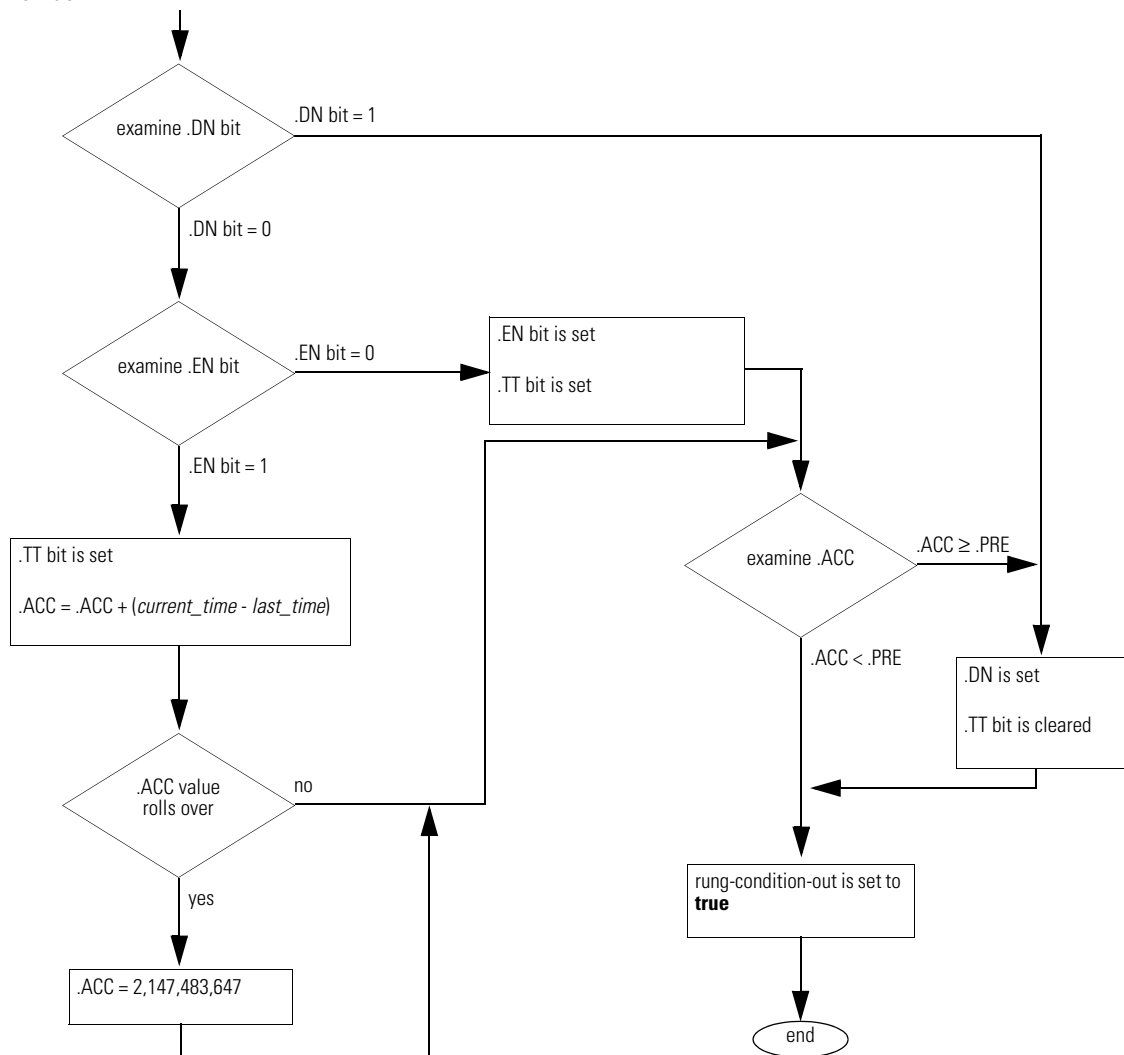 examine .DN bit
.DN bit = 1
.DN bit = 0
examine .EN bit
.EN bit = 0
.EN bit is set
.TT bit is set
.EN bit = 1
.TT bit is set
.ACC = .ACC + (current_time - last_time)
examine .ACC
.ACC ≥ .PRE
.ACC < .PRE
.DN is set
.TT bit is cleared
.ACC value
rolls over
no
yes
rung-condition-out is set to
true
.ACC = 2,147,483,647
end